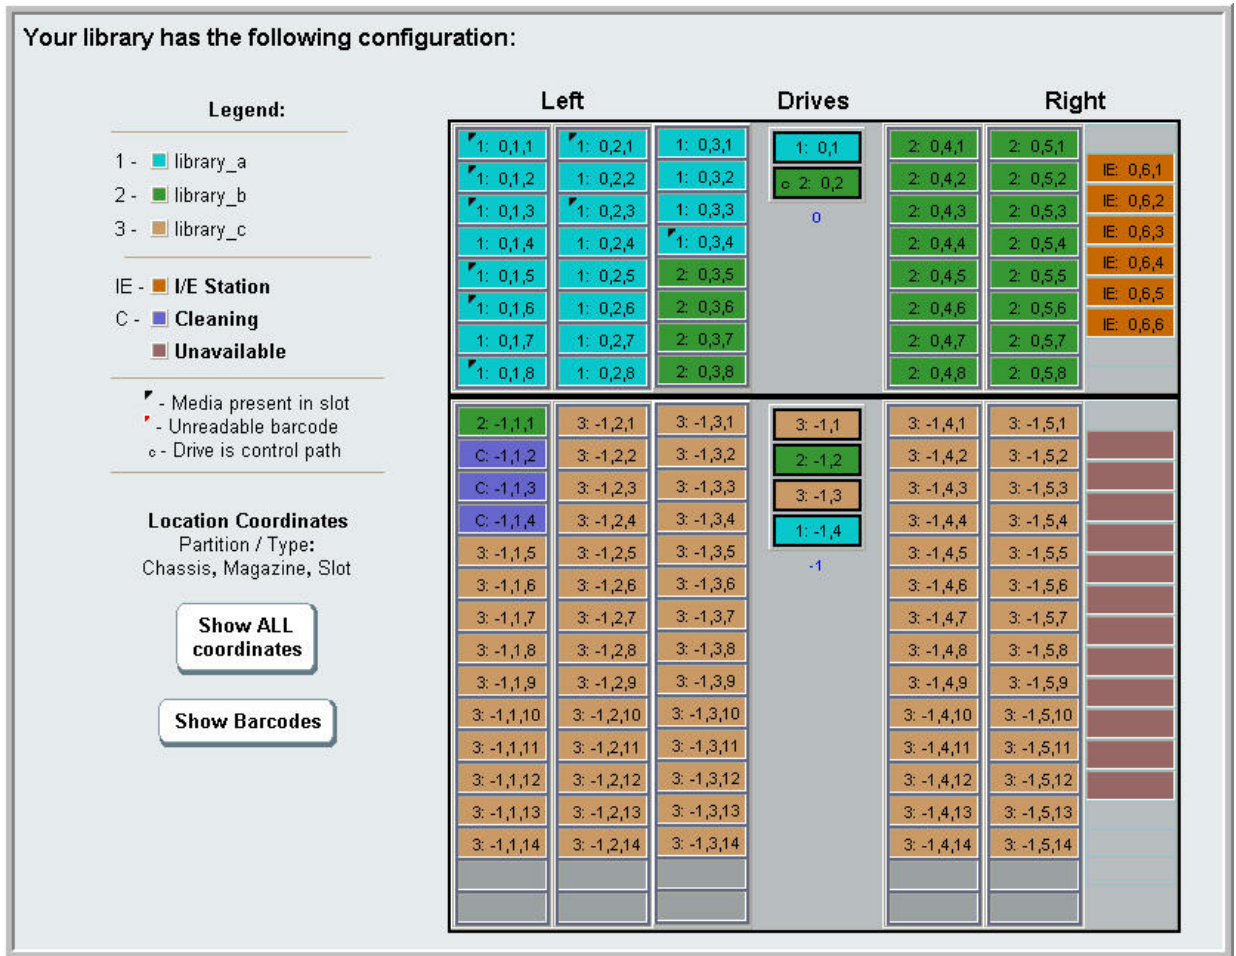 Your library has the following configuration:
Legend:
1 - library_a
2 - library_b
3 - library_c
IE - I/E Station
C - Cleaning
Unavailable
- Media present in slot
- Unreadable barcode
c - Drive is control path
Location Coordinates
Partition / Type:
Chassis, Magazine, Slot
Show ALL
coordinates
Show Barcodes
Left Drives Right
1: 0,1,1 1: 0,2,1 1: 0,3,1 1: 0,1 2: 0,4,1 2: 0,5,1
1: 0,1,2 1: 0,2,2 1: 0,3,2 c 2: 0,2 2: 0,4,2 2: 0,5,2 IE: 0,6,1
1: 0,1,3 1: 0,2,3 1: 0,3,3 0 2: 0,4,3 2: 0,5,3 IE: 0,6,2
1: 0,1,4 1: 0,2,4 1: 0,3,4 2: 0,4,4 2: 0,5,4 IE: 0,6,3
1: 0,1,5 1: 0,2,5 2: 0,3,5 2: 0,4,5 2: 0,5,5 IE: 0,6,4
1: 0,1,6 1: 0,2,6 2: 0,3,6 2: 0,4,6 2: 0,5,6 IE: 0,6,5
1: 0,1,7 1: 0,2,7 2: 0,3,7 2: 0,4,7 2: 0,5,7 IE: 0,6,6
1: 0,1,8 1: 0,2,8 2: 0,3,8 2: 0,4,8 2: 0,5,8
2: -1,1,1 3: -1,2,1 3: -1,3,1 3: -1,1 3: -1,4,1 3: -1,5,1
C: -1,1,2 3: -1,2,2 3: -1,3,2 2: -1,2 3: -1,4,2 3: -1,5,2
C: -1,1,3 3: -1,2,3 3: -1,3,3 3: -1,3 3: -1,4,3 3: -1,5,3
C: -1,1,4 3: -1,2,4 3: -1,3,4 1: -1,4 3: -1,4,4 3: -1,5,4
3: -1,1,5 3: -1,2,5 3: -1,3,5 -1 3: -1,4,5 3: -1,5,5
3: -1,1,6 3: -1,2,6 3: -1,3,6 3: -1,4,6 3: -1,5,6
3: -1,1,7 3: -1,2,7 3: -1,3,7 3: -1,4,7 3: -1,5,7
3: -1,1,8 3: -1,2,8 3: -1,3,8 3: -1,4,8 3: -1,5,8
3: -1,1,9 3: -1,2,9 3: -1,3,9 3: -1,4,9 3: -1,5,9
3: -1,1,10 3: -1,2,10 3: -1,3,10 3: -1,4,10 3: -1,5,10
3: -1,1,11 3: -1,2,11 3: -1,3,11 3: -1,4,11 3: -1,5,11
3: -1,1,12 3: -1,2,12 3: -1,3,12 3: -1,4,12 3: -1,5,12
3: -1,1,13 3: -1,2,13 3: -1,3,13 3: -1,4,13 3: -1,5,13
3: -1,1,14 3: -1,2,14 3: -1,3,14 3: -1,4,14 3: -1,5,14